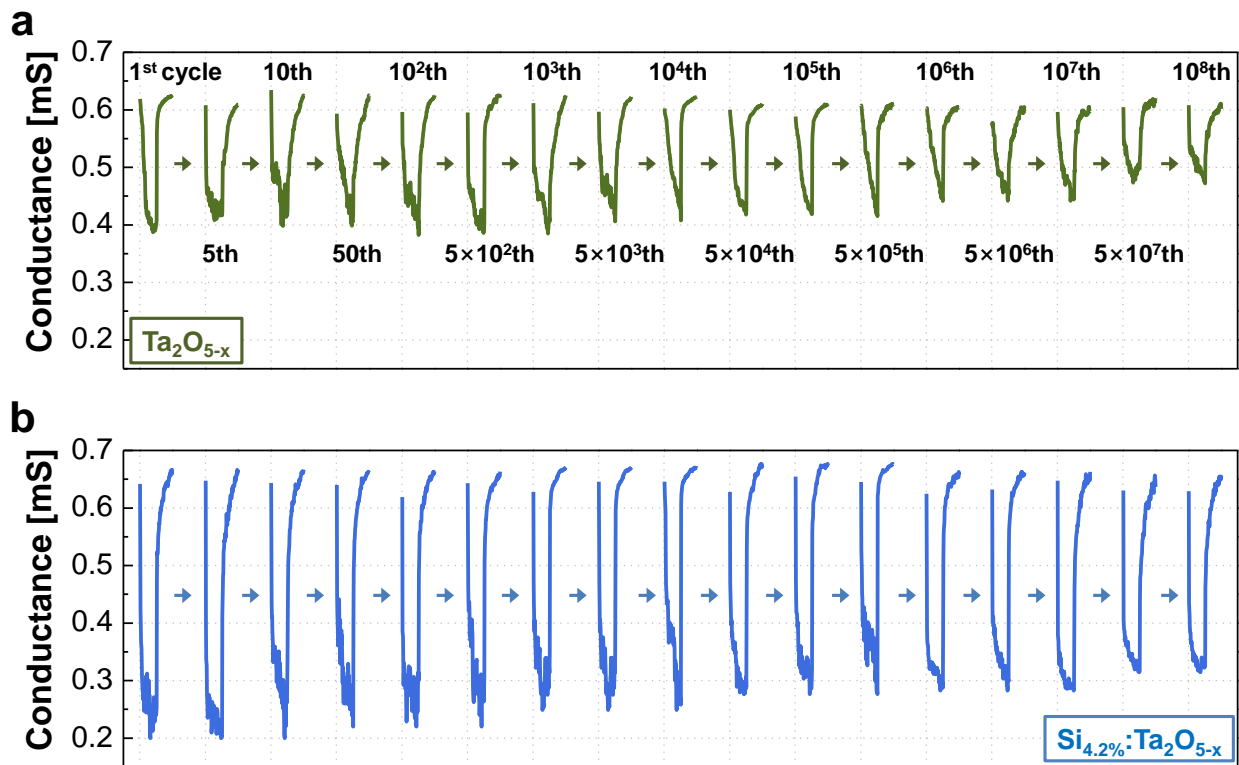 a
Conductance [mS]
0.7
0.6
0.5
0.4
0.3
0.2
1st cycle 10th 10²th 10³th 10⁴th 10⁵th 10⁶th 10⁷th 10⁸th
5th 50th 5×10²th 5×10³th 5×10⁴th 5×10⁵th 5×10⁶th 5×10⁷th
Ta₂O₅₋ₓ
b
Conductance [mS]
0.7
0.6
0.5
0.4
0.3
0.2
Si₄.₂%:Ta₂O₅₋ₓ